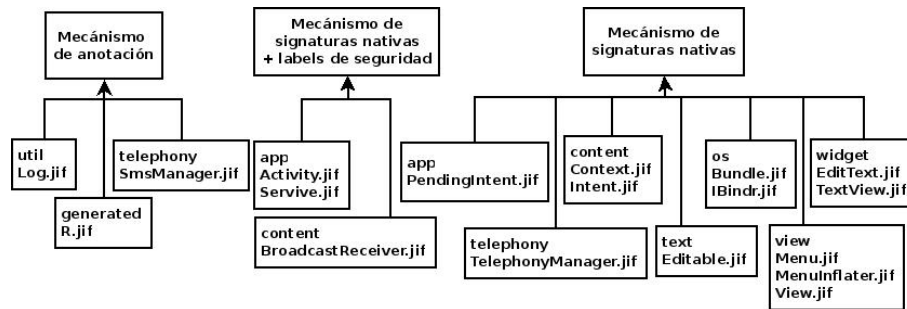 Mecánismo
de anotación
Mecánismo de
signaturas nativas
+ labels de seguridad
Mecánismo de
signaturas nativas
util
Log.jif
telephony
SmsManager.jif
generated
R.jif
app
Activity.jif
Servive.jif
content
BroadcastReceiver.jif
app
PendingIntent.jif
content
Context.jif
Intent.jif
os
Bundle.jif
IBindr.jif
widget
EditText.jif
TextView.jif
telephony
TelephonyManager.jif
text
Editable.jif
view
Menu.jif
MenuInflater.jif
View.jif